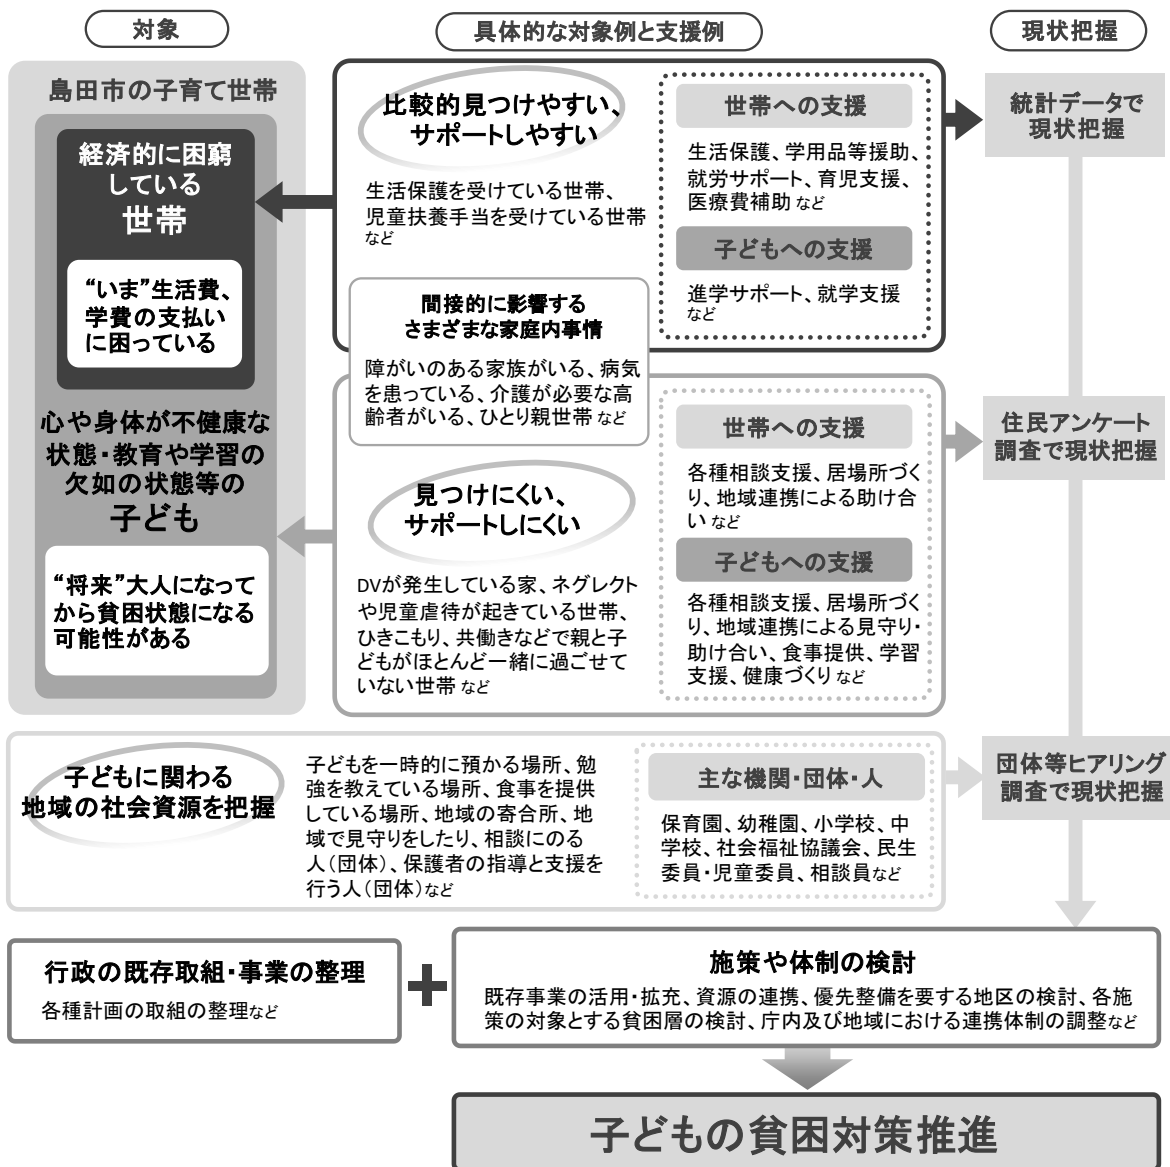 対象
具体的な対象例と支援例
現状把握
島田市の子育て世帯
経済的に困窮
している
世帯
“いま”生活費、
学費の支払い
に困っている
心や身体が不健康な
状態・教育や学習の
欠如の状態等の
子ども
“将来”大人になって
から貧困状態になる
可能性がある
比較的見つけやすい、
サポートしやすい
生活保護を受けている世帯、
児童扶養手当を受けている世帯
など
世帯への支援
生活保護、学用品等援助、
就労サポート、育児支援、
医療費補助 など
子どもへの支援
進学サポート、就学支援
など
統計データで
現状把握
間接的に影響する
さまざまな家庭内事情
障がいのある家族がいる、病気
を患っている、介護が必要な高
齢者がいる、ひとり親世帯 など
見つけにくい、
サポートしにくい
DVが発生している家、ネグレクト
や児童虐待が起きている世帯、
ひきこもり、共働きなどで親と子
どもがほとんど一緒に過ごせて
いない世帯 など
世帯への支援
各種相談支援、居場所づく
り、地域連携による助け合
い など
子どもへの支援
各種相談支援、居場所づく
り、地域連携による見守り・
助け合い、食事提供、学習
支援、健康づくり など
住民アンケート
調査で現状把握
子どもに関わる
地域の社会資源を把握
子どもを一時的に預かる場所、勉
強を教えている場所、食事を提供
している場所、地域の寄合所、地
域で見守りをしたり、相談にのる
人（団体）、保護者の指導と支援を
行う人（団体）など
主な機関・団体・人
保育園、幼稚園、小学校、中
学校、社会福祉協議会、民生
委員・児童委員、相談員など
団体等ヒアリング
調査で現状把握
行政の既存取組・事業の整理
各種計画の取組の整理など
施策や体制の検討
既存事業の活用・拡充、資源の連携、優先整備を要する地区の検討、各施
策の対象とする貧困層の検討、庁内及び地域における連携体制の調整など
子どもの貧困対策推進